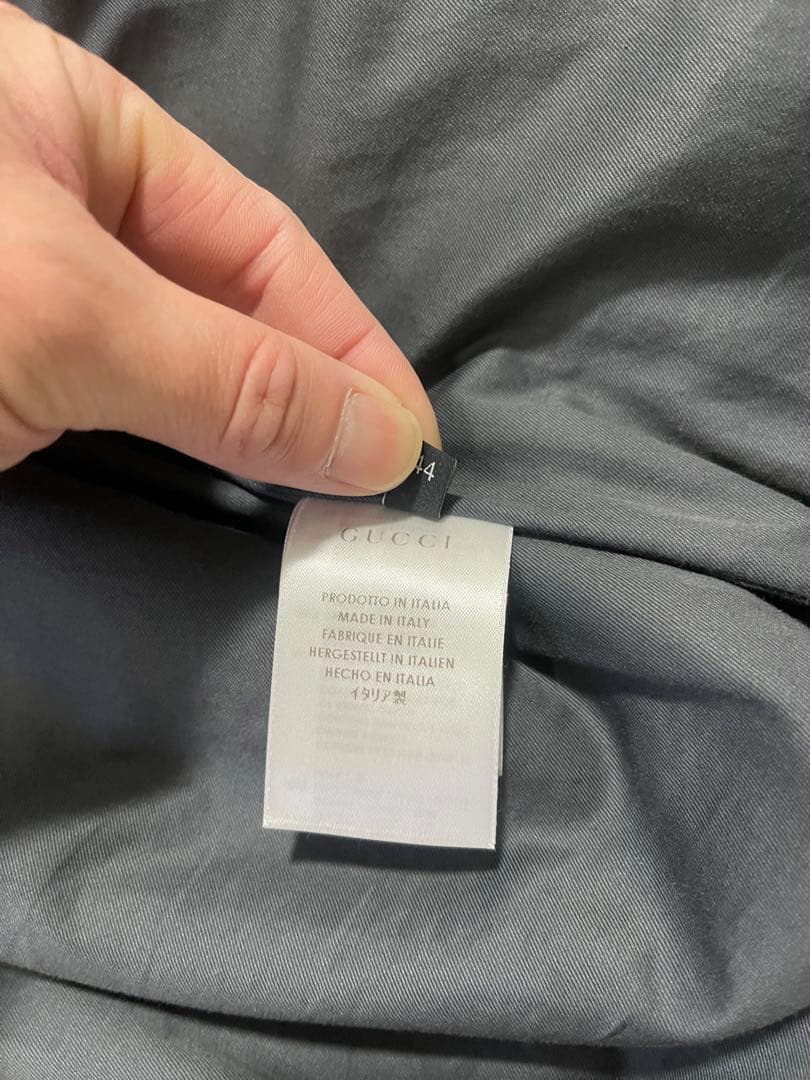 44
GUCCI
PRODOTTO IN ITALIA
MADE IN ITALY
FABRIQUE EN ITALIE
HERGESTELLT IN ITALIEN
HECHO EN ITALIA
イタリア製